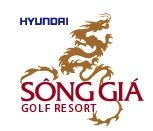 HYUNDAI
SÔNG GIÁ
GOLF RESORT